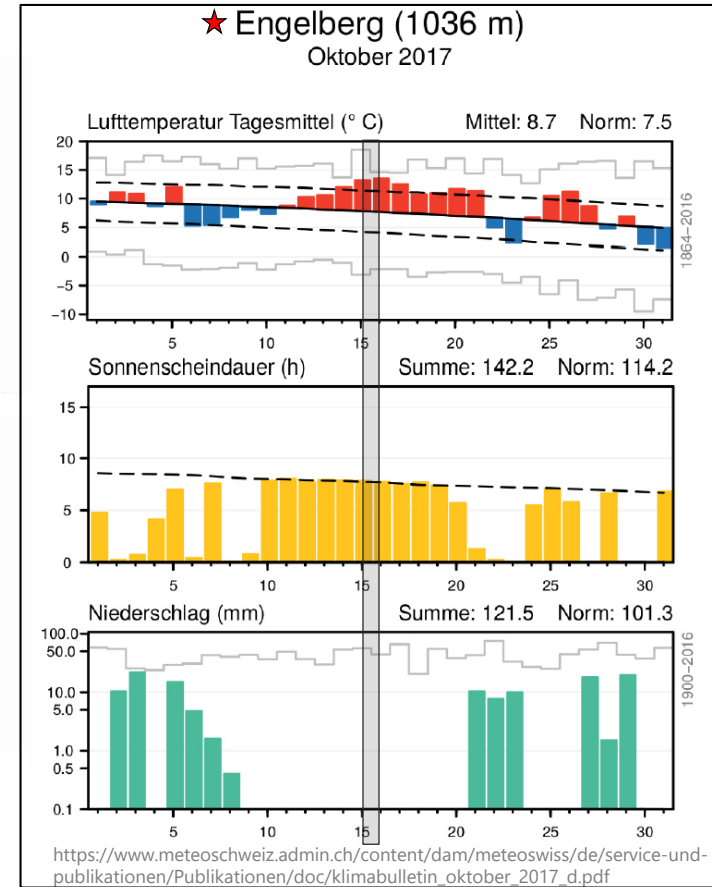 Engelberg (1036 m)
Oktober 2017
Lufttemperatur Tagesmittel (° C) Mittel: 8.7 Norm: 7.5
20
15
10
5
0
−5
−10
1864−2016
5 10 15 20 25 30
Sonnenscheindauer (h) Summe: 142.2 Norm: 114.2
15
10
5
0
5 10 15 20 25 30
Niederschlag (mm) Summe: 121.5 Norm: 101.3
100.0
50.0
10.0
5.0
1.0
0.5
0.1
1900−2016
5 10 15 20 25 30
https://www.meteoschweiz.admin.ch/content/dam/meteoswiss/de/service-und-
publikationen/Publikationen/doc/klimabulletin_oktober_2017_d.pdf